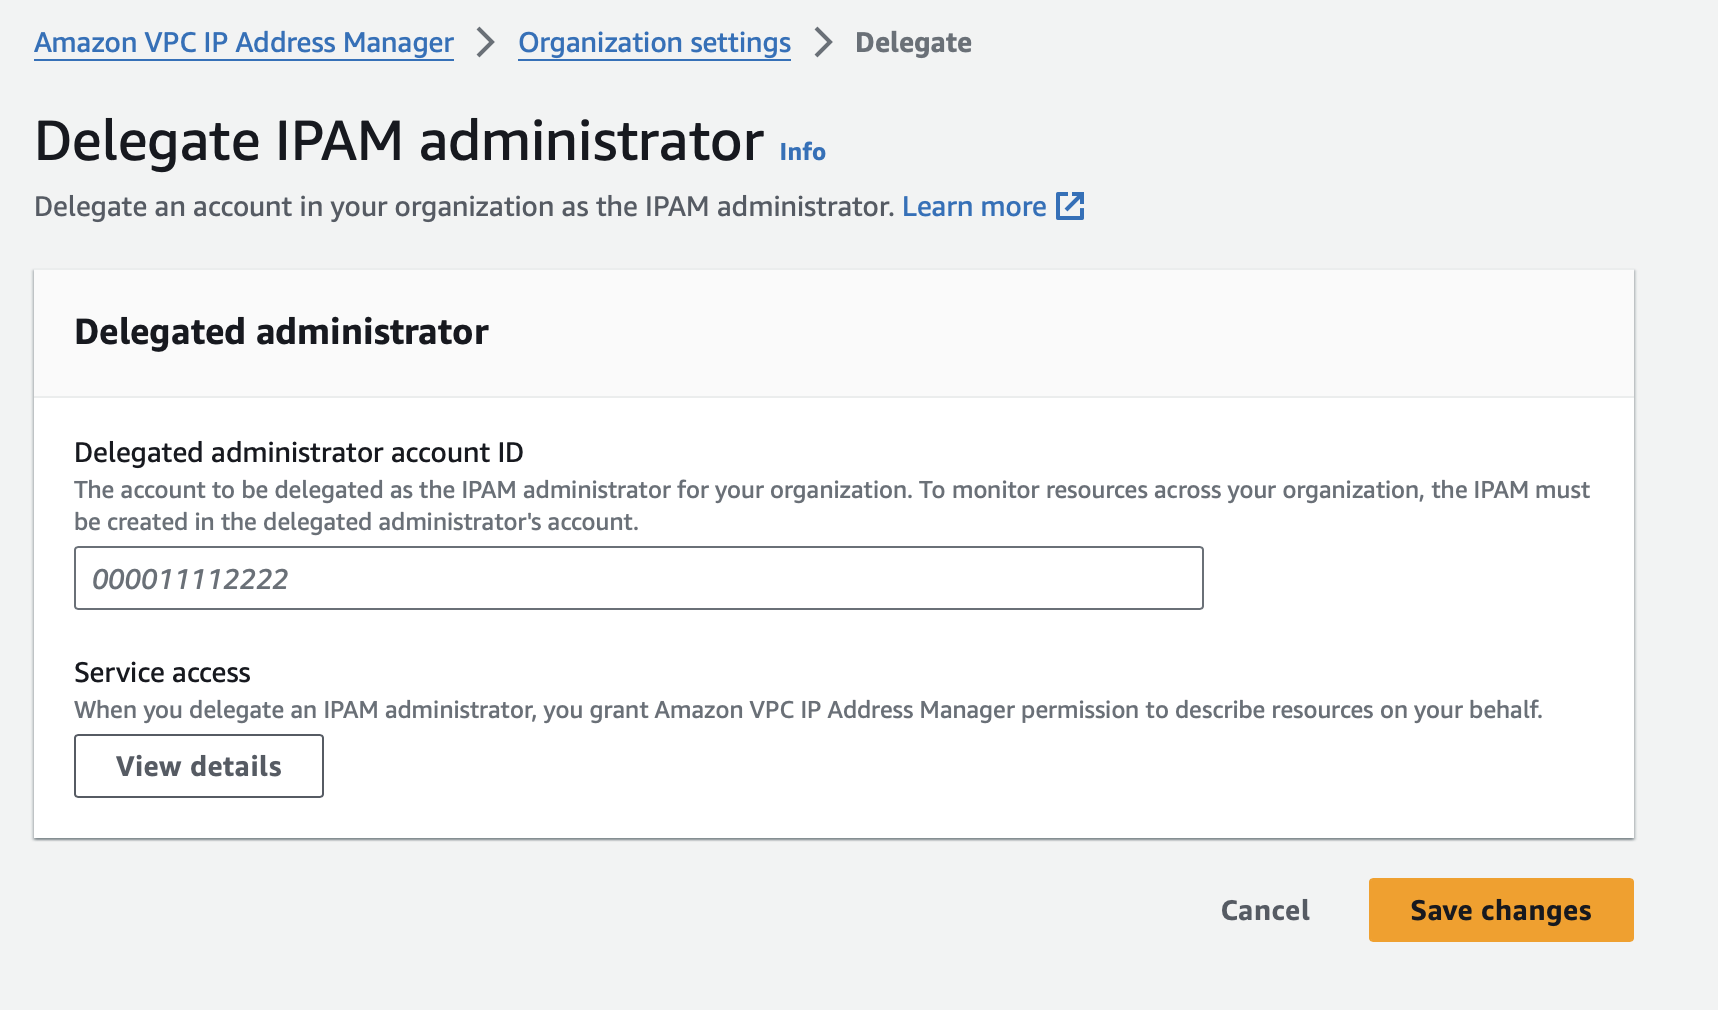 Amazon VPC IP Address Manager > Organization settings > Delegate
Delegate IPAM administrator Info
Delegate an account in your organization as the IPAM administrator. Learn more
Delegated administrator
Delegated administrator account ID
The account to be delegated as the IPAM administrator for your organization. To monitor resources across your organization, the IPAM must
be created in the delegated administrator's account.
000011112222
Service access
When you delegate an IPAM administrator, you grant Amazon VPC IP Address Manager permission to describe resources on your behalf.
View details
Cancel Save changes